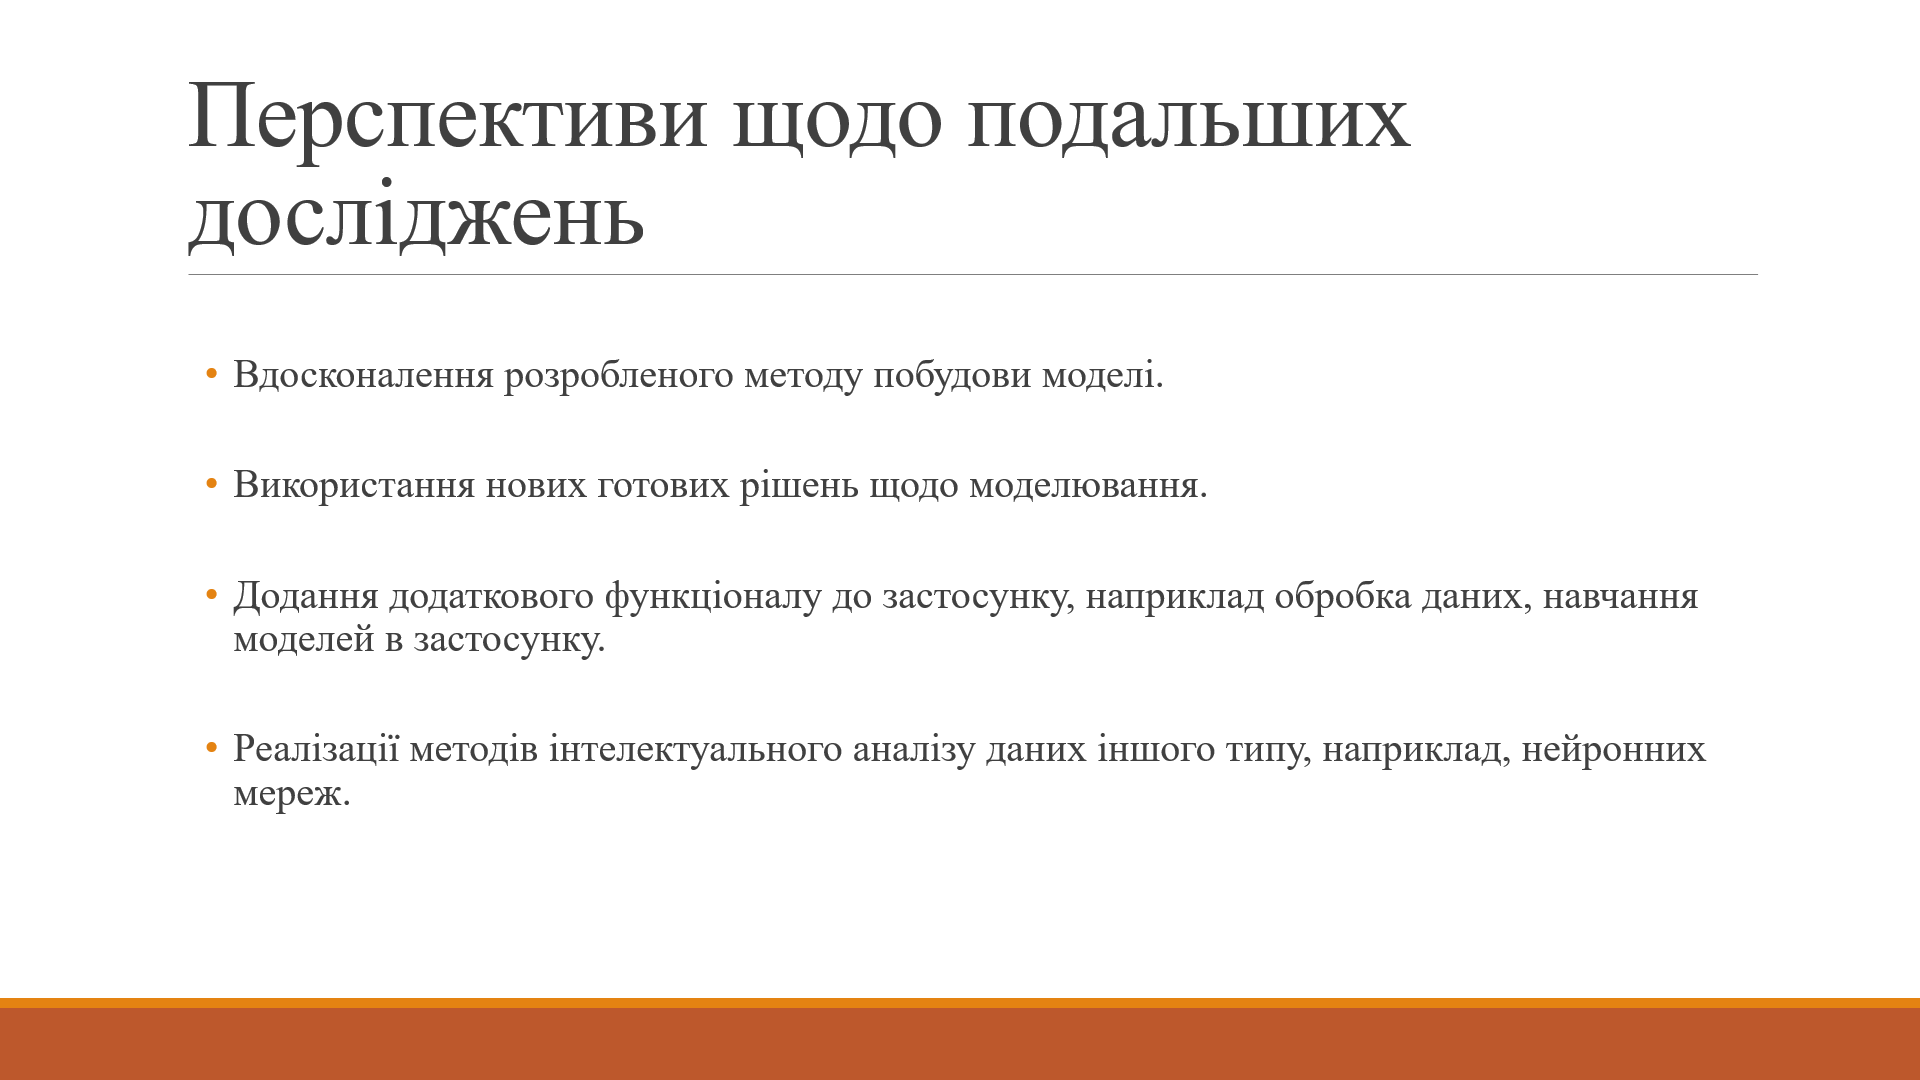 Перспективи щодо подальших
досліджень
• Вдосконалення розробленого методу побудови моделі.
• Використання нових готових рішень щодо моделювання.
• Додання додаткового функціоналу до застосунку, наприклад обробка даних, навчання
моделей в застосунку.
• Реалізації методів інтелектуального аналізу даних іншого типу, наприклад, нейронних
мереж.